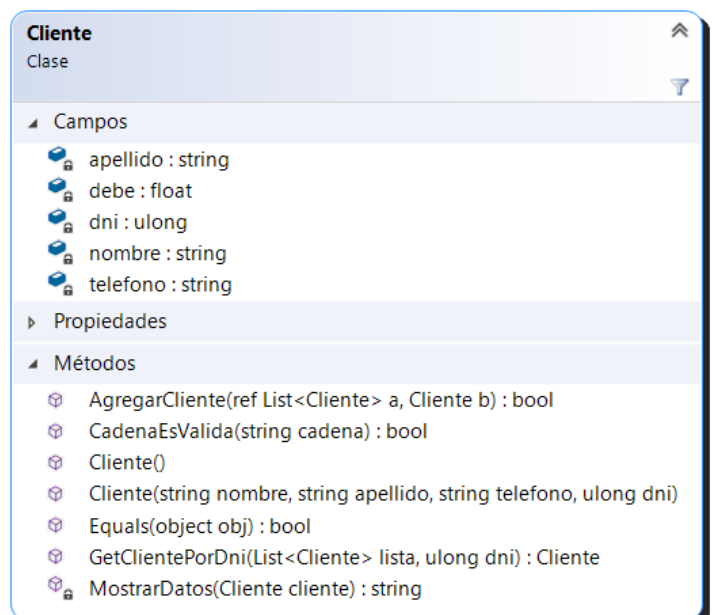 Cliente
Clase
Campos
apellido : string
debe : float
dni : ulong
nombre : string
telefono : string
Propiedades
Métodos
AgregarCliente(ref List<Cliente> a, Cliente b) : bool
CadenaEsValida(string cadena) : bool
Cliente()
Cliente(string nombre, string apellido, string telefono, ulong dni)
Equals(object obj) : bool
GetClientePorDni(List<Cliente> lista, ulong dni) : Cliente
MostrarDatos(Cliente cliente) : string